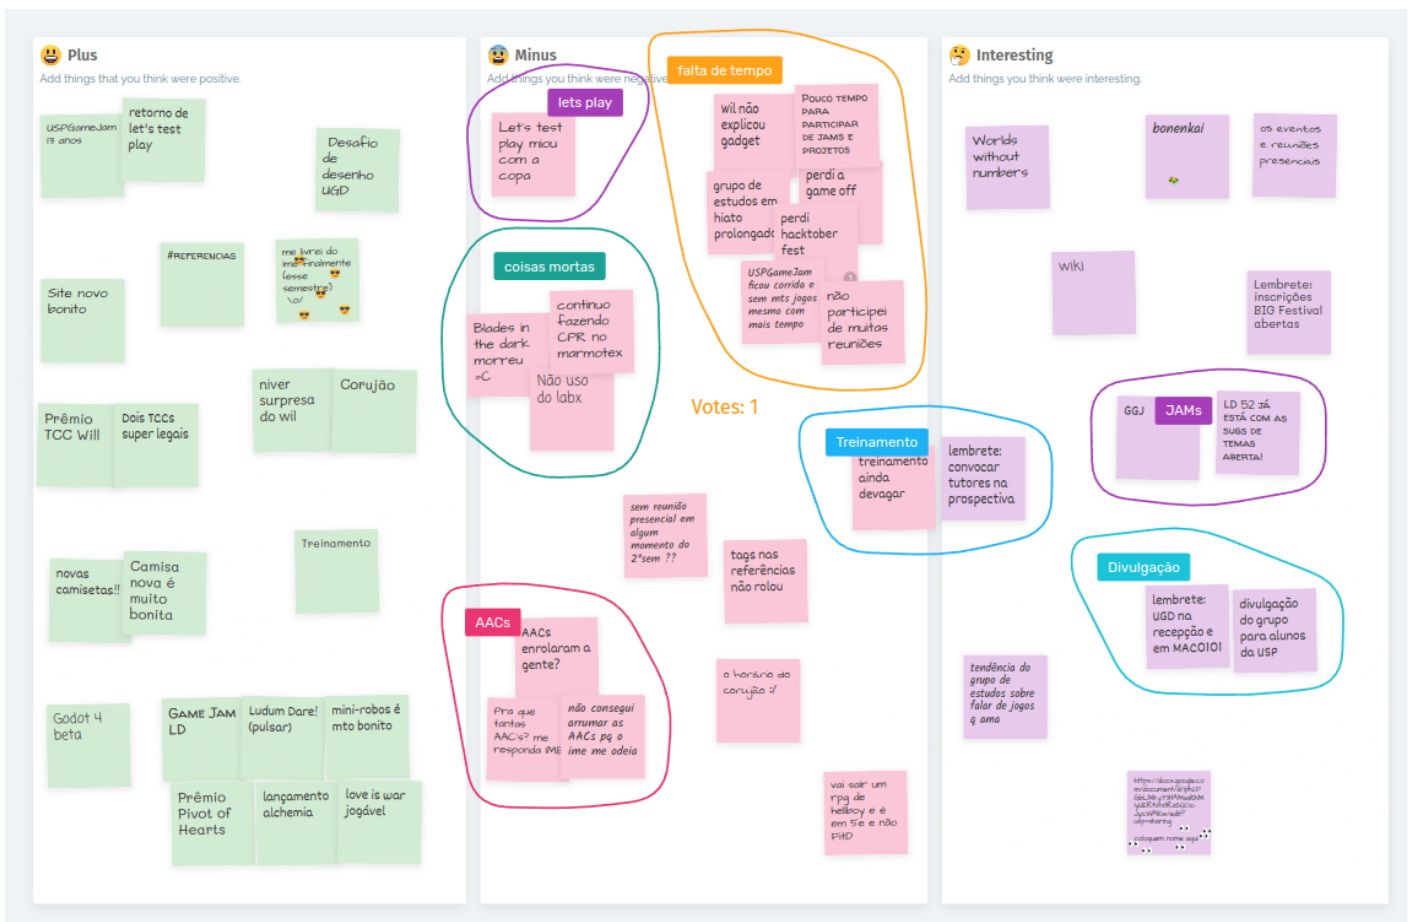 Plus
Add things that you think were positive.
USPGameJam
13 anos
retorno de
let's test
play
Desafio
de
desenho
UGD
#REFERENCIAS
me livrei do
ime finalmente
(esse
semestre)
\o/
Site novo
bonito
niver
surpresa
do wil
Corujão
Prêmio
TCC Will
Dois TCCs
super legais
Treinamento
novas
camisetas!!
Camisa
nova é
muito
bonita
Godot 4
beta
GAME JAM
LD
Ludum Dare!
(pulsar)
mini-robos é
mto bonito
Prêmio
Pivot of
Hearts
lançamento
alchemia
love is war
jogável
Minus
Add things you think were negative
lets play
Let's test
play miou
com a
copa
falta de tempo
wil não
explicou
gadget
POUCO TEMPO
PARA
PARTICIPAR
DE JAMS E
PROJETOS
grupo de
estudos em
hiato
prolongado
perdi a
game off
perdi
hacktober
fest
USPGameJam
ficou corrida e
sem mts jogos
mesmo com
mais tempo
1
não
participei
de muitas
reuniões
Votes: 1
coisas mortas
Blades in
the dark
morreu
=C
continuo
fazendo
CPR no
marmotex
Não uso
do labx
Treinamento
treinamento
ainda
devagar
lembrete:
convocar
tutores na
prospectiva
sem reunião
presencial em
algum
momento do
2°sem ??
tags nas
referências
não rolou
AACs
AACs
enrolaram a
gente?
Pra que
tantas
AAC's? me
responda IME
não consegui
arrumar as
AACs pq o
ime me odeia
o horário do
corujão :/
vai sair um
rpg de
hellboy e é
em 5e e não
FitD
Interesting
Add things you think were interesting.
Worlds
without
numbers
bonenkai
os eventos
e reuniões
presenciais
wiki
Lembrete:
inscrições
BIG Festival
abertas
GGJ
JAMs
LD 52 JÁ
ESTÁ COM AS
SUGS DE
TEMAS
ABERTA!
Divulgação
lembrete:
UGD na
recepção e
em MAC0101
divulgação
do grupo
para alunos
da USP
tendência do
grupo de
estudos sobre
falar de jogos
q ama
coloquem nome aqui